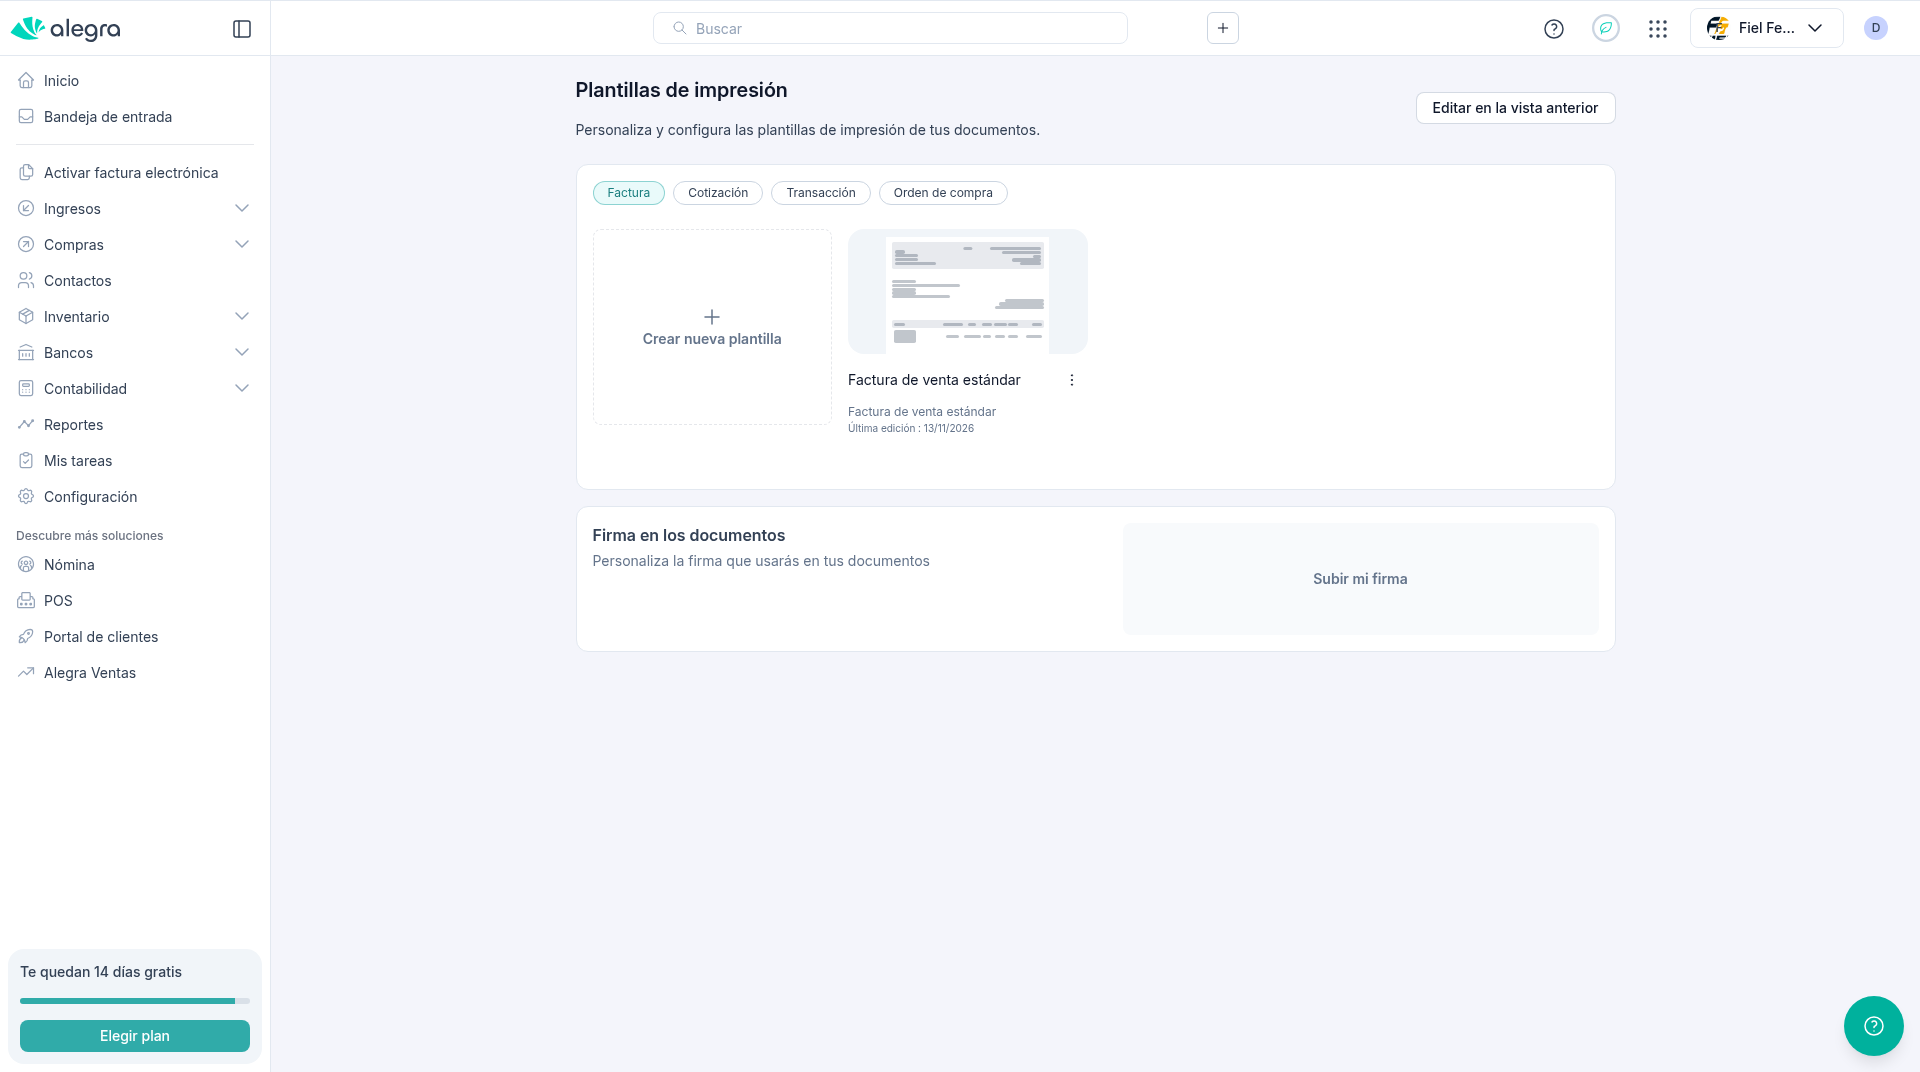 alegra
Buscar
Fiel Fe...
D
Inicio
Bandeja de entrada
Activar factura electrónica
Ingresos
Compras
Contactos
Inventario
Bancos
Contabilidad
Reportes
Mis tareas
Configuración
Descubre más soluciones
Nómina
POS
Portal de clientes
Alegra Ventas
Te quedan 14 días gratis
Elegir plan
Plantillas de impresión
Personaliza y configura las plantillas de impresión de tus documentos.
Editar en la vista anterior
Factura
Cotización
Transacción
Orden de compra
Crear nueva plantilla
Factura de venta estándar
Factura de venta estándar
Última edición : 13/11/2026
Firma en los documentos
Personaliza la firma que usarás en tus documentos
Subir mi firma